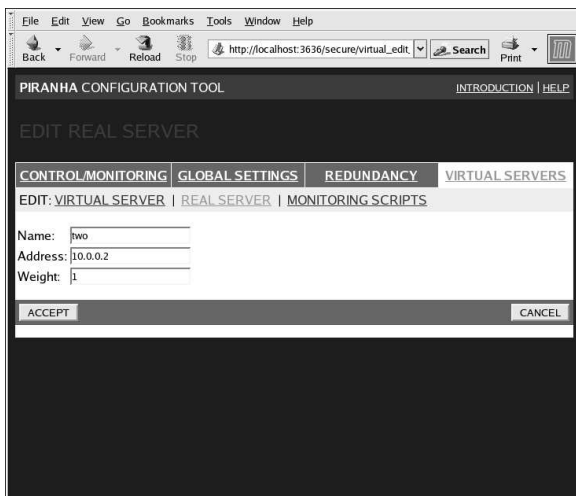 File Edit View Go Bookmarks Tools Window Help
Back Forward Reload Stop http://localhost:3636/secure/virtual_edit_ Search Print
PIRANHA CONFIGURATION TOOL INTRODUCTION | HELP
EDIT REAL SERVER
CONTROL/MONITORING GLOBAL SETTINGS REDUNDANCY VIRTUAL SERVERS
EDIT: VIRTUAL SERVER | REAL SERVER | MONITORING SCRIPTS
Name: two
Address: 10.0.0.2
Weight: 1
ACCEPT CANCEL